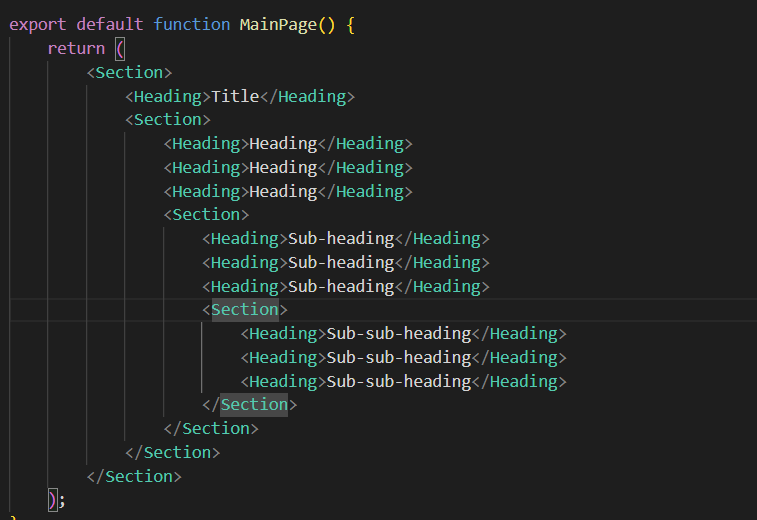 export default function MainPage() {
    return (
        <Section>
            <Heading>Title</Heading>
            <Section>
                <Heading>Heading</Heading>
                <Heading>Heading</Heading>
                <Heading>Heading</Heading>
                <Section>
                    <Heading>Sub-heading</Heading>
                    <Heading>Sub-heading</Heading>
                    <Heading>Sub-heading</Heading>
                    <Section>
                        <Heading>Sub-sub-heading</Heading>
                        <Heading>Sub-sub-heading</Heading>
                        <Heading>Sub-sub-heading</Heading>
                    </Section>
                </Section>
            </Section>
        </Section>
    );
}